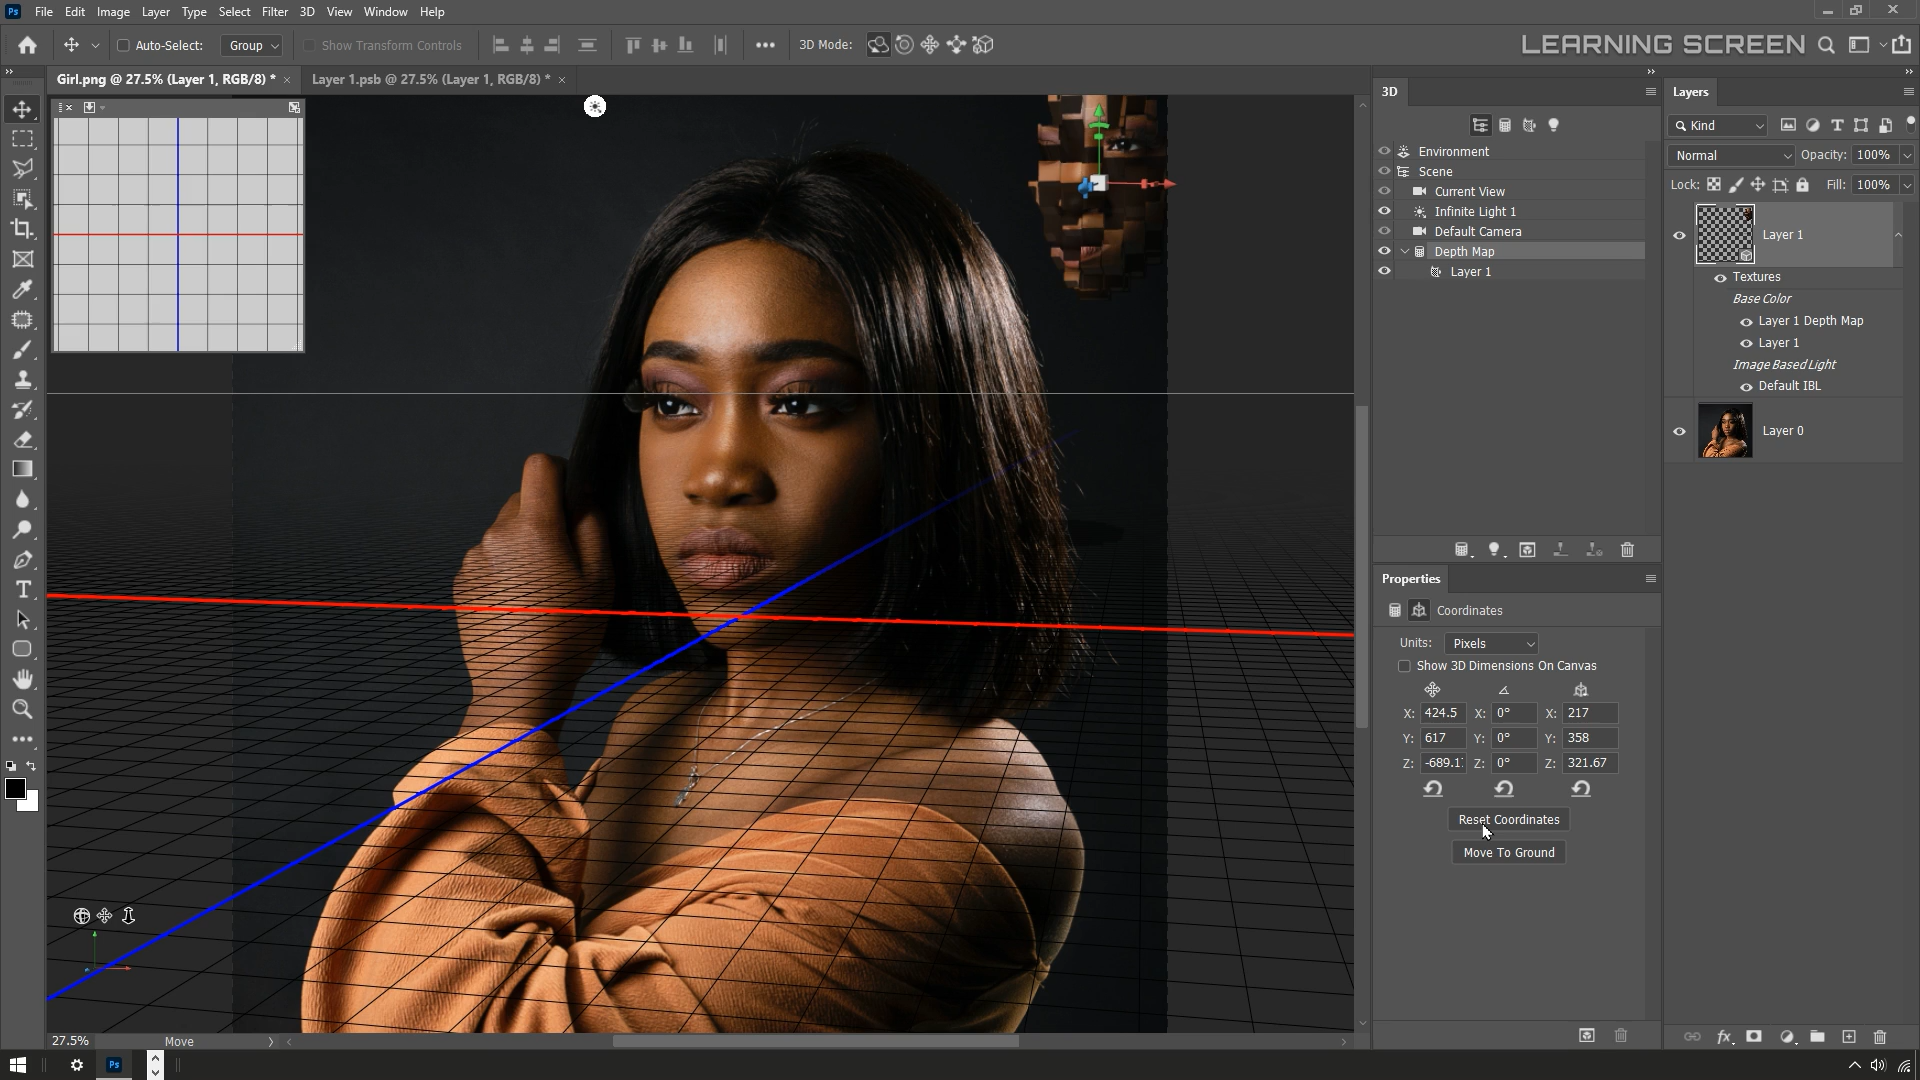 Ps File Edit Image Layer Type Select Filter 3D View Window Help
Auto-Select: Group Show Transform Controls 3D Mode: LEARNING SCREEN
Girl.png @ 27.5% (Layer 1, RGB/8) * × Layer 1.psb @ 27.5% (Layer 1, RGB/8) * ×
3D
Environment
Scene
Current View
Infinite Light 1
Default Camera
Depth Map
Layer 1
Properties
Coordinates
Units: Pixels
Show 3D Dimensions On Canvas
X: 424.5 X: 0° X: 217
Y: 617 Y: 0° Y: 358
Z: -689.1 Z: 0° Z: 321.67
Reset Coordinates
Move To Ground
Layers
Kind
Normal Opacity: 100%
Lock: Fill: 100%
Layer 1
Textures
Base Color
Layer 1 Depth Map
Layer 1
Image Based Light
Default IBL
Layer 0
fx
27.5% Move
Ps